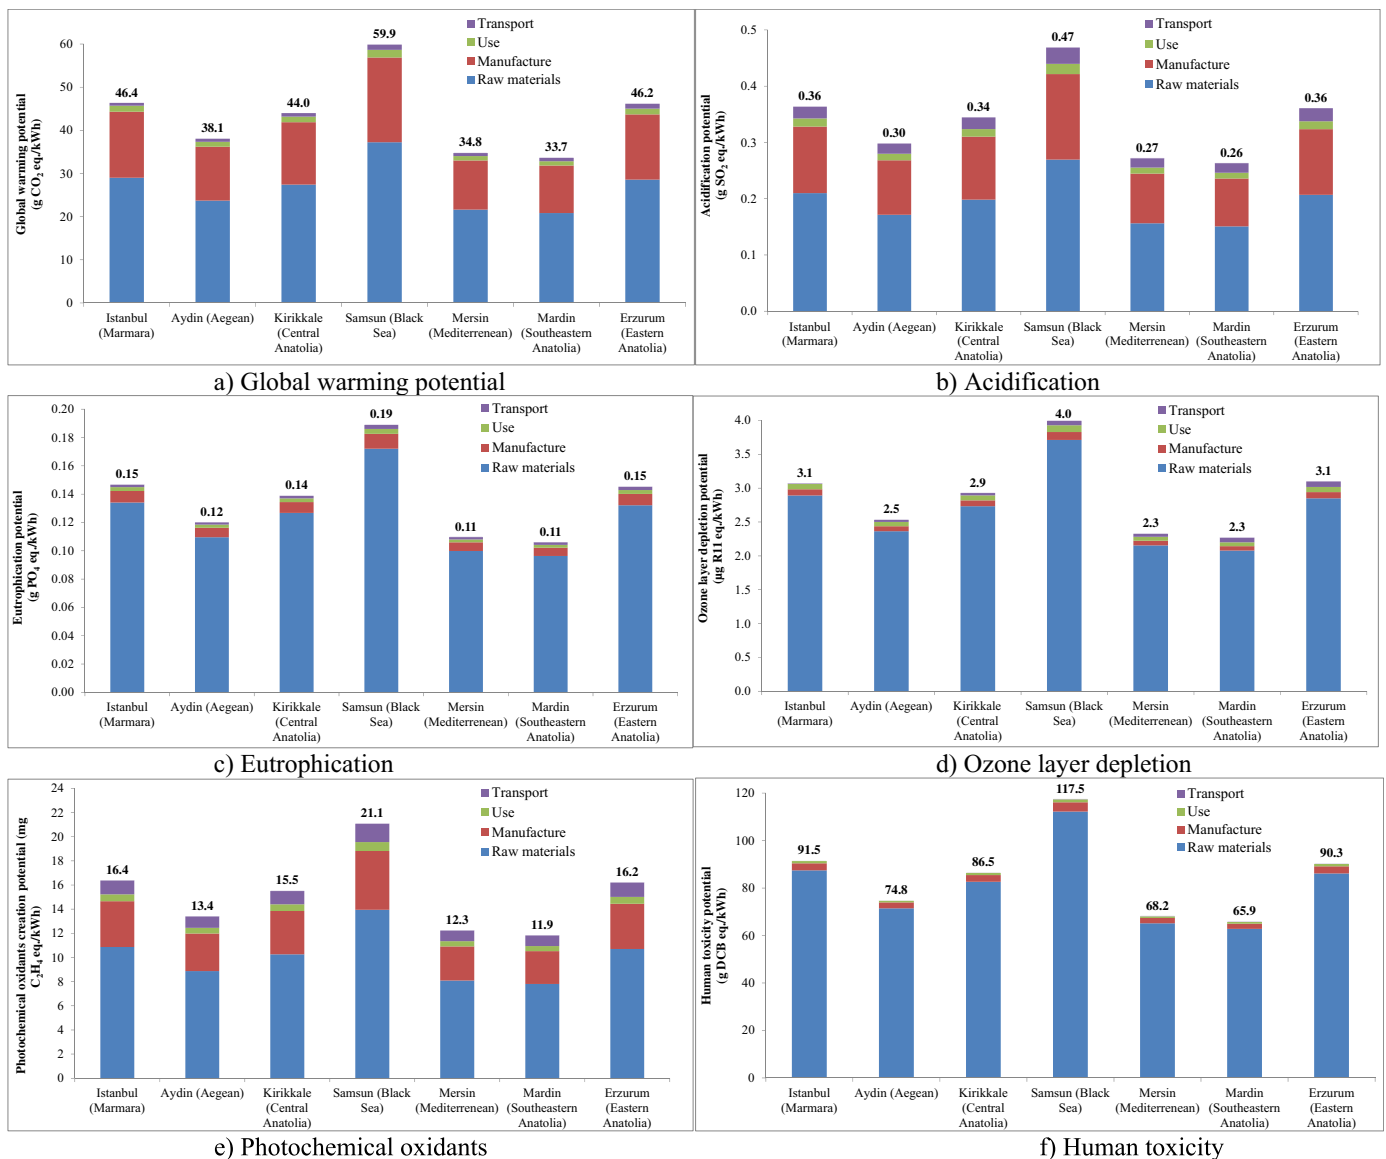 Global warming potential
(g CO₂ eq./kWh)
60
50
40
30
20
10
0
Transport
Use
Manufacture
Raw materials
46.4
38.1
44.0
59.9
34.8
33.7
46.2
Istanbul
(Marmara)
Aydin (Aegean)
Kirikkale
(Central
Anatolia)
Samsun (Black
Sea)
Mersin
(Mediterrenean)
Mardin
(Southeastern
Anatolia)
Erzurum
(Eastern
Anatolia)
a) Global warming potential
Acidification potential
(g SO₂ eq./kWh)
0.5
0.4
0.3
0.2
0.1
0.0
Transport
Use
Manufacture
Raw materials
0.36
0.30
0.34
0.47
0.27
0.26
0.36
Istanbul
(Marmara)
Aydin (Aegean)
Kirikkale
(Central
Anatolia)
Samsun (Black
Sea)
Mersin
(Mediterrenean)
Mardin
(Southeastern
Anatolia)
Erzurum
(Eastern
Anatolia)
b) Acidification
Eutrophication potential
(g PO₄ eq./kWh)
0.20
0.18
0.16
0.14
0.12
0.10
0.08
0.06
0.04
0.02
0.00
Transport
Use
Manufacture
Raw materials
0.15
0.12
0.14
0.19
0.11
0.11
0.15
Istanbul
(Marmara)
Aydin (Aegean)
Kirikkale
(Central
Anatolia)
Samsun (Black
Sea)
Mersin
(Mediterrenean)
Mardin
(Southeastern
Anatolia)
Erzurum
(Eastern
Anatolia)
c) Eutrophication
Ozone layer depletion potential
(µg R11 eq./kWh)
4.0
3.5
3.0
2.5
2.0
1.5
1.0
0.5
0.0
Transport
Use
Manufacture
Raw materials
3.1
2.5
2.9
4.0
2.3
2.3
3.1
Istanbul
(Marmara)
Aydin (Aegean)
Kirikkale
(Central
Anatolia)
Samsun (Black
Sea)
Mersin
(Mediterrenean)
Mardin
(Southeastern
Anatolia)
Erzurum
(Eastern
Anatolia)
d) Ozone layer depletion
Photochemical oxidants creation potential (mg
C₂H₄ eq./kWh)
24
22
20
18
16
14
12
10
8
6
4
2
0
Transport
Use
Manufacture
Raw materials
16.4
13.4
15.5
21.1
12.3
11.9
16.2
Istanbul
(Marmara)
Aydin (Aegean)
Kirikkale
(Central
Anatolia)
Samsun (Black
Sea)
Mersin
(Mediterrenean)
Mardin
(Southeastern
Anatolia)
Erzurum
(Eastern
Anatolia)
e) Photochemical oxidants
Human toxicity potential
(g DCB eq./kWh)
120
100
80
60
40
20
0
Transport
Use
Manufacture
Raw materials
91.5
74.8
86.5
117.5
68.2
65.9
90.3
Istanbul
(Marmara)
Aydin (Aegean)
Kirikkale
(Central
Anatolia)
Samsun (Black
Sea)
Mersin
(Mediterrenean)
Mardin
(Southeastern
Anatolia)
Erzurum
(Eastern
Anatolia)
f) Human toxicity